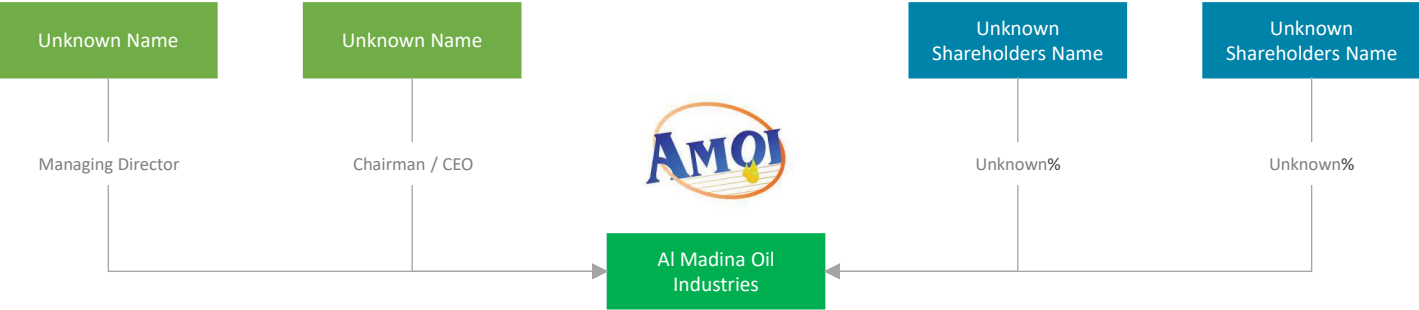 Unknown Name
Unknown Name
Unknown
Shareholders Name
Unknown
Shareholders Name
Managing Director
Chairman / CEO
AMOI
Unknown%
Unknown%
Al Madina Oil
Industries